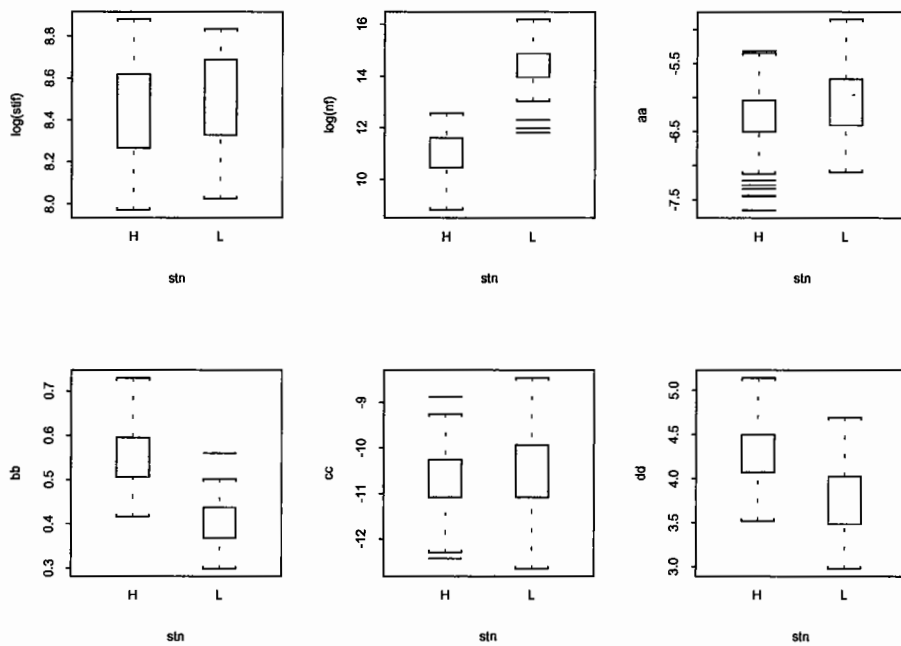 log(stif)
8.8
8.6
8.4
8.2
8.0
H L
stn
log(nf)
16
14
12
10
H L
stn
aa
-5.5
-6.5
-7.5
H L
stn
bb
0.7
0.6
0.5
0.4
0.3
H L
stn
cc
-9
-10
-11
-12
H L
stn
dd
5.0
4.5
4.0
3.5
3.0
H L
stn